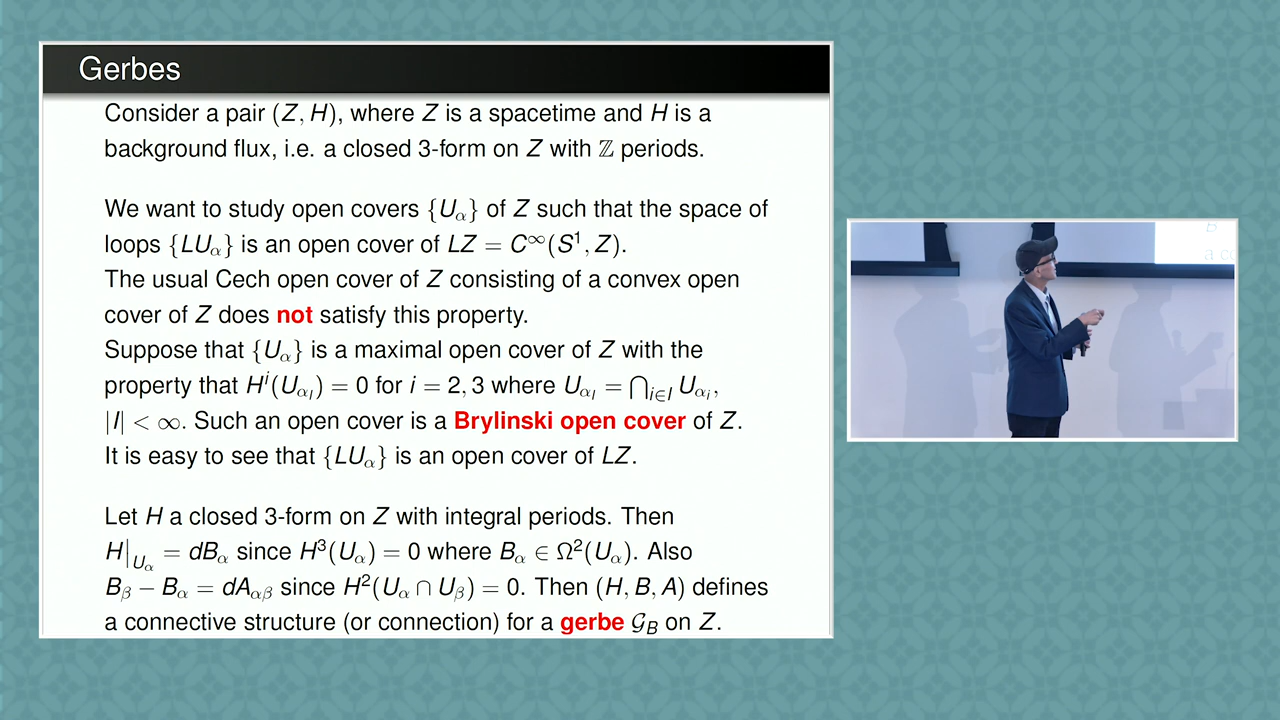 Gerbes
Consider a pair (Z, H), where Z is a spacetime and H is a
background flux, i.e. a closed 3-form on Z with ℤ periods.
We want to study open covers {U_α} of Z such that the space of
loops {LU_α} is an open cover of LZ = C^∞(S¹, Z).
The usual Cech open cover of Z consisting of a convex open
cover of Z does not satisfy this property.
Suppose that {U_α} is a maximal open cover of Z with the
property that H^i(U_{α_I}) = 0 for i = 2, 3 where U_{α_I} = ⋂_{i∈I} U_{α_i},
|I| < ∞. Such an open cover is a Brylinski open cover of Z.
It is easy to see that {LU_α} is an open cover of LZ.
Let H a closed 3-form on Z with integral periods. Then
H|_{U_α} = dB_α since H³(U_α) = 0 where B_α ∈ Ω²(U_α). Also
B_β − B_α = dA_{αβ} since H²(U_α ∩ U_β) = 0. Then (H, B, A) defines
a connective structure (or connection) for a gerbe 𝒢_B on Z.